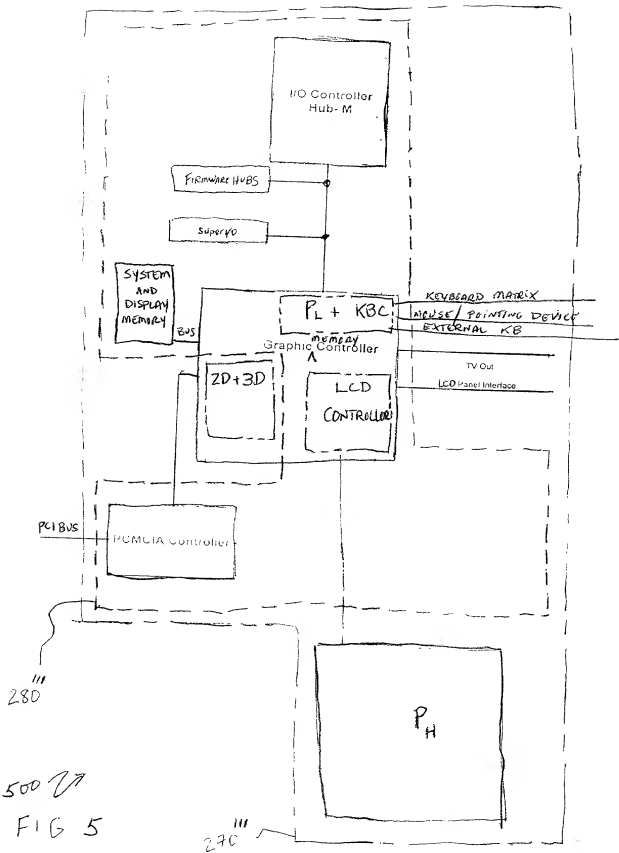 I/O Controller
Hub- M
FIRMWARE HUBS
Super I/O
SYSTEM
AND
DISPLAY
MEMORY
BUS
PL + KBC
MEMORY
Graphic Controller
^
KEYBOARD MATRIX
MOUSE/ POINTING DEVICE
EXTERNAL KB
TV Out
LCD Panel Interface
2D+3D
LCD
CONTROLLER
PCI BUS
PCMCIA Controller
280'''
PH
500
FIG 5
270'''